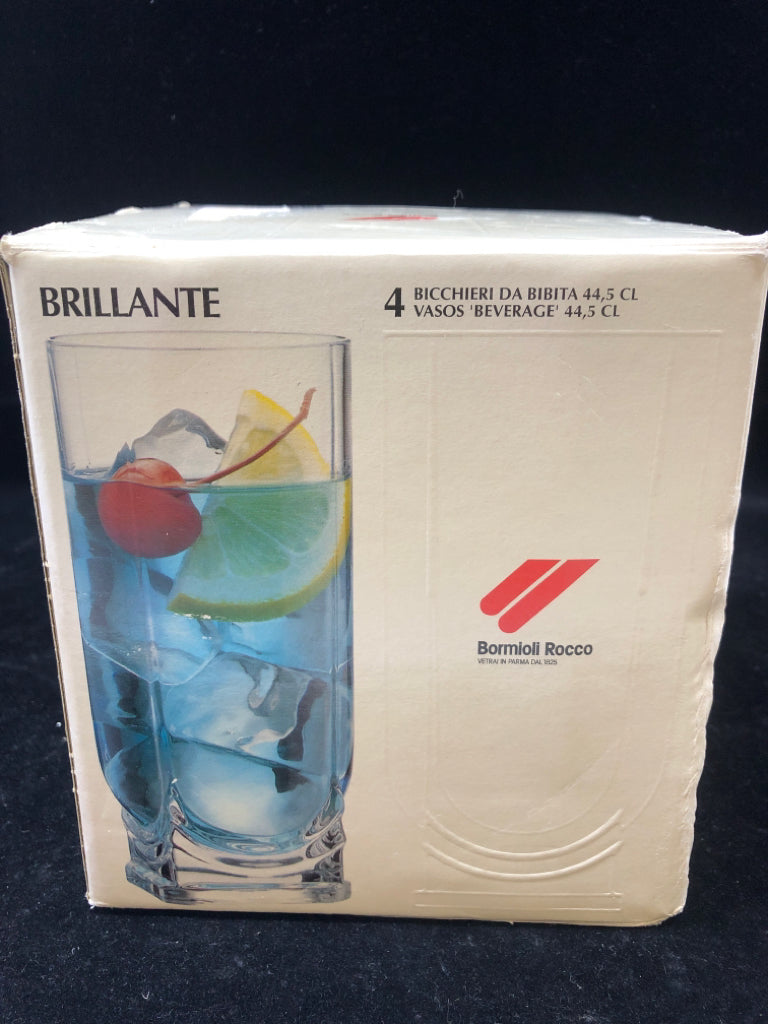 BRILLANTE
4 BICCHIERI DA BIBITA 44,5 CL
VASOS 'BEVERAGE' 44,5 CL
Bormioli Rocco
VETRAI IN PARMA DAL 1825